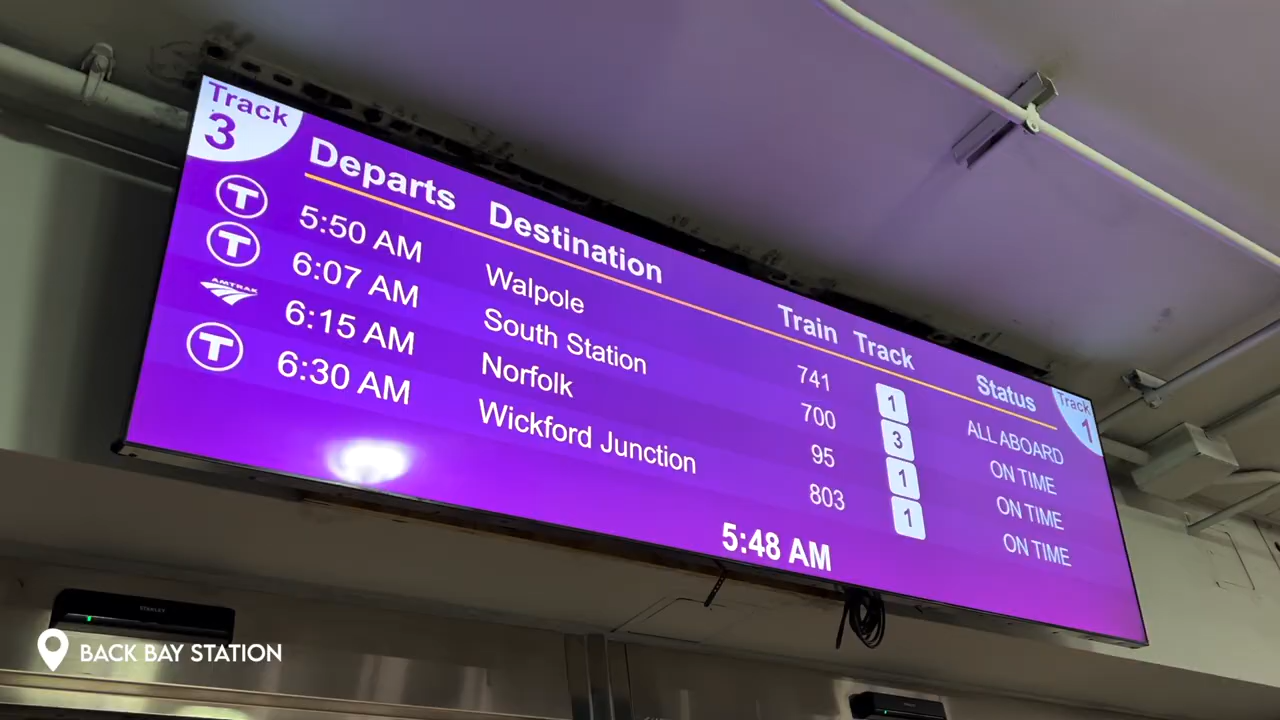 Track
3
Departs Destination Train Track Status
Track
1
T 5:50 AM Walpole 741 1 ALL ABOARD
T 6:07 AM South Station 700 3 ON TIME
AMTRAK 6:15 AM Norfolk 95 1 ON TIME
T 6:30 AM Wickford Junction 803 1 ON TIME
5:48 AM
STANLEY
BACK BAY STATION